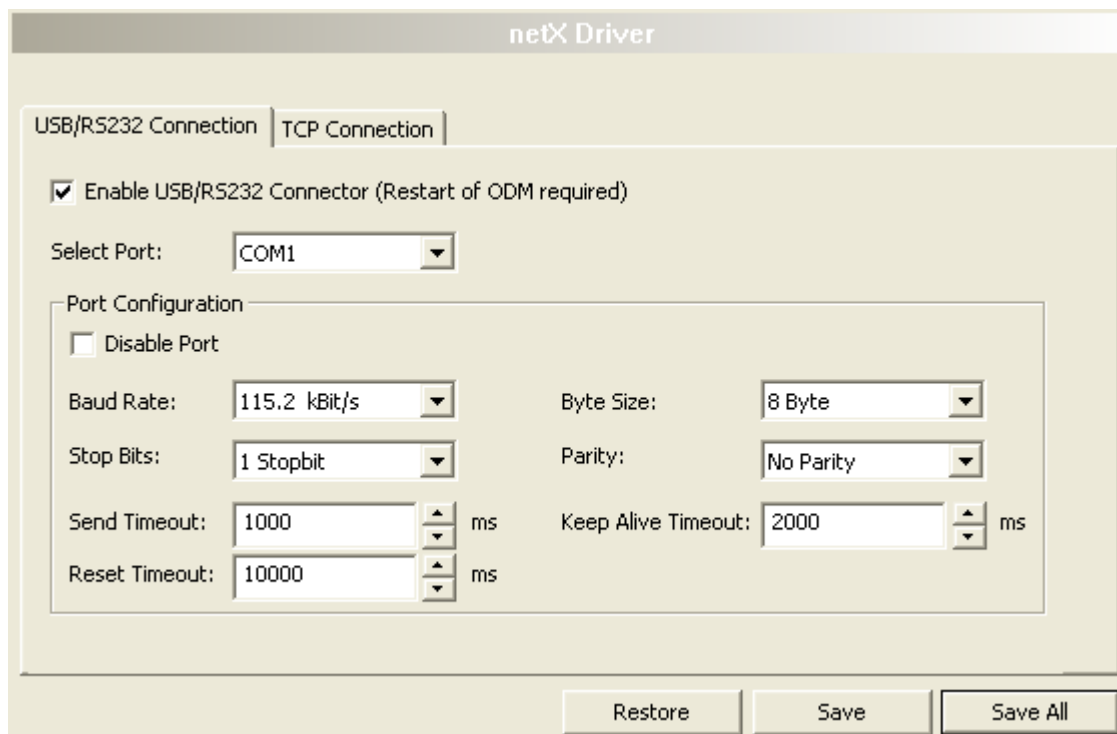 netX Driver
USB/RS232 Connection TCP Connection
Enable USB/RS232 Connector (Restart of ODM required)
Select Port: COM1
Port Configuration
Disable Port
Baud Rate: 115.2 kBit/s Byte Size: 8 Byte
Stop Bits: 1 Stopbit Parity: No Parity
Send Timeout: 1000 ms Keep Alive Timeout: 2000 ms
Reset Timeout: 10000 ms
Restore Save Save All